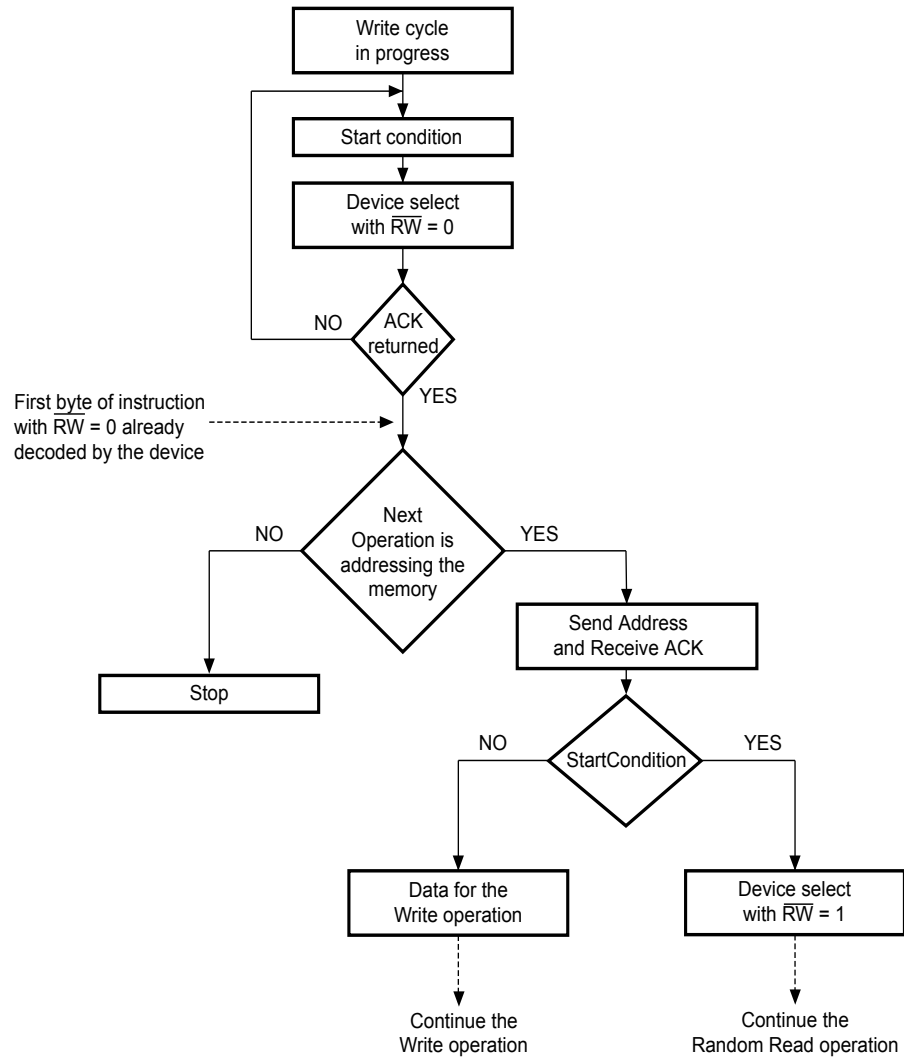 Write cycle
in progress
Start condition
Device select
with R̅W̅ = 0
NO
ACK
returned
YES
First byte of instruction
with R̅W̅ = 0 already
decoded by the device
NO
Next
Operation is
addressing the
memory
YES
Send Address
and Receive ACK
Stop
NO
StartCondition
YES
Data for the
Write operation
Device select
with R̅W̅ = 1
Continue the
Write operation
Continue the
Random Read operation